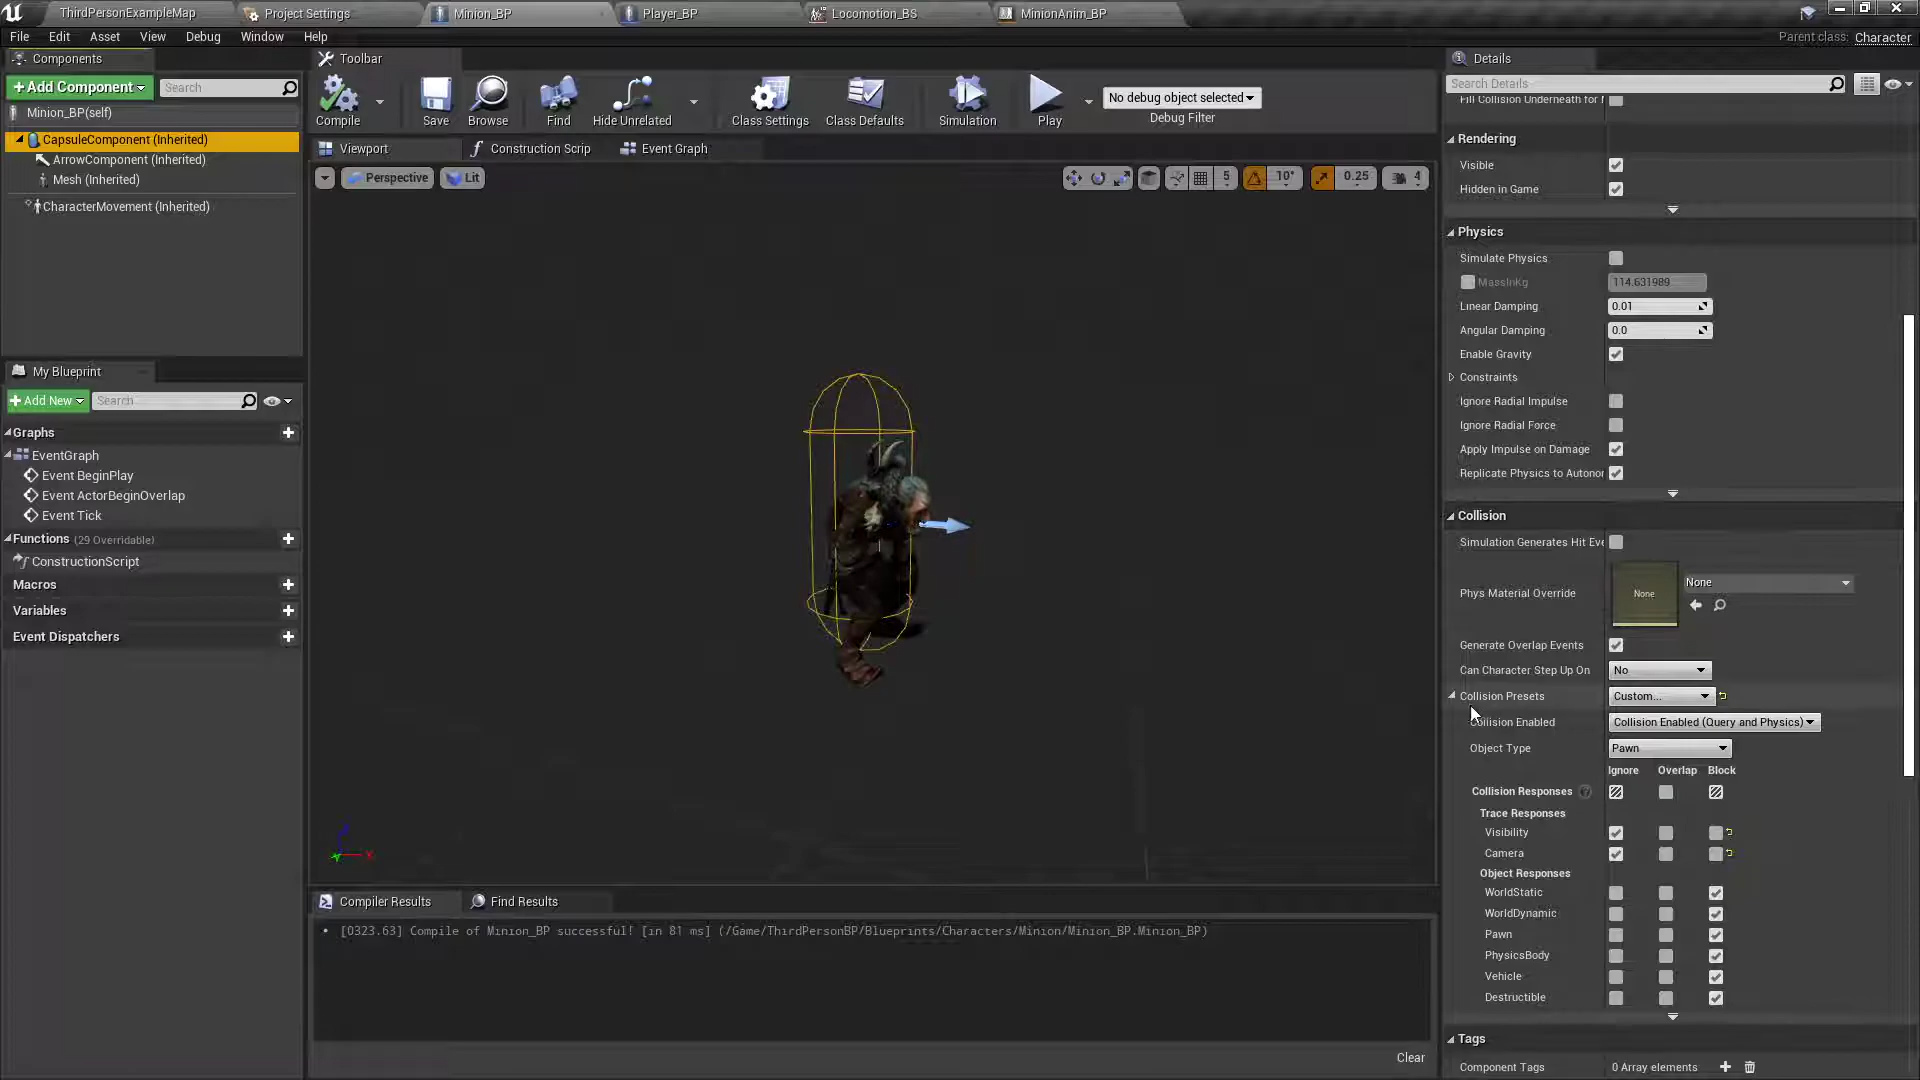 ThirdPersonExampleMap
Project Settings
Minion_BP
Player_BP
Locomotion_BS
MinionAnim_BP
File
Edit
Asset
View
Debug
Window
Help
Parent class: Character
Components
+Add Component
Search
Minion_BP(self)
CapsuleComponent (Inherited)
ArrowComponent (Inherited)
Mesh (Inherited)
CharacterMovement (Inherited)
My Blueprint
+Add New
Search
Graphs
EventGraph
Event BeginPlay
Event ActorBeginOverlap
Event Tick
Functions (29 Overridable)
ConstructionScript
Macros
Variables
Event Dispatchers
Toolbar
Compile
Save
Browse
Find
Hide Unrelated
Class Settings
Class Defaults
Simulation
Play
No debug object selected
Debug Filter
Viewport
Construction Scrip
Event Graph
Perspective
Lit
5
10°
0.25
4
Compiler Results
Find Results
• [0323.63] Compile of Minion_BP successful! [in 81 ms] (/Game/ThirdPersonBP/Blueprints/Characters/Minion/Minion_BP.Minion_BP)
Clear
Details
Search Details
Fill Collision Underneath for
Rendering
Visible
Hidden in Game
Physics
Simulate Physics
MassInKg 114.631989
Linear Damping 0.01
Angular Damping 0.0
Enable Gravity
Constraints
Ignore Radial Impulse
Ignore Radial Force
Apply Impulse on Damage
Replicate Physics to Autonor
Collision
Simulation Generates Hit Eve
Phys Material Override None None
Generate Overlap Events
Can Character Step Up On No
Collision Presets Custom...
Collision Enabled Collision Enabled (Query and Physics)
Object Type Pawn
Ignore Overlap Block
Collision Responses
Trace Responses
Visibility
Camera
Object Responses
WorldStatic
WorldDynamic
Pawn
PhysicsBody
Vehicle
Destructible
Tags
Component Tags 0 Array elements